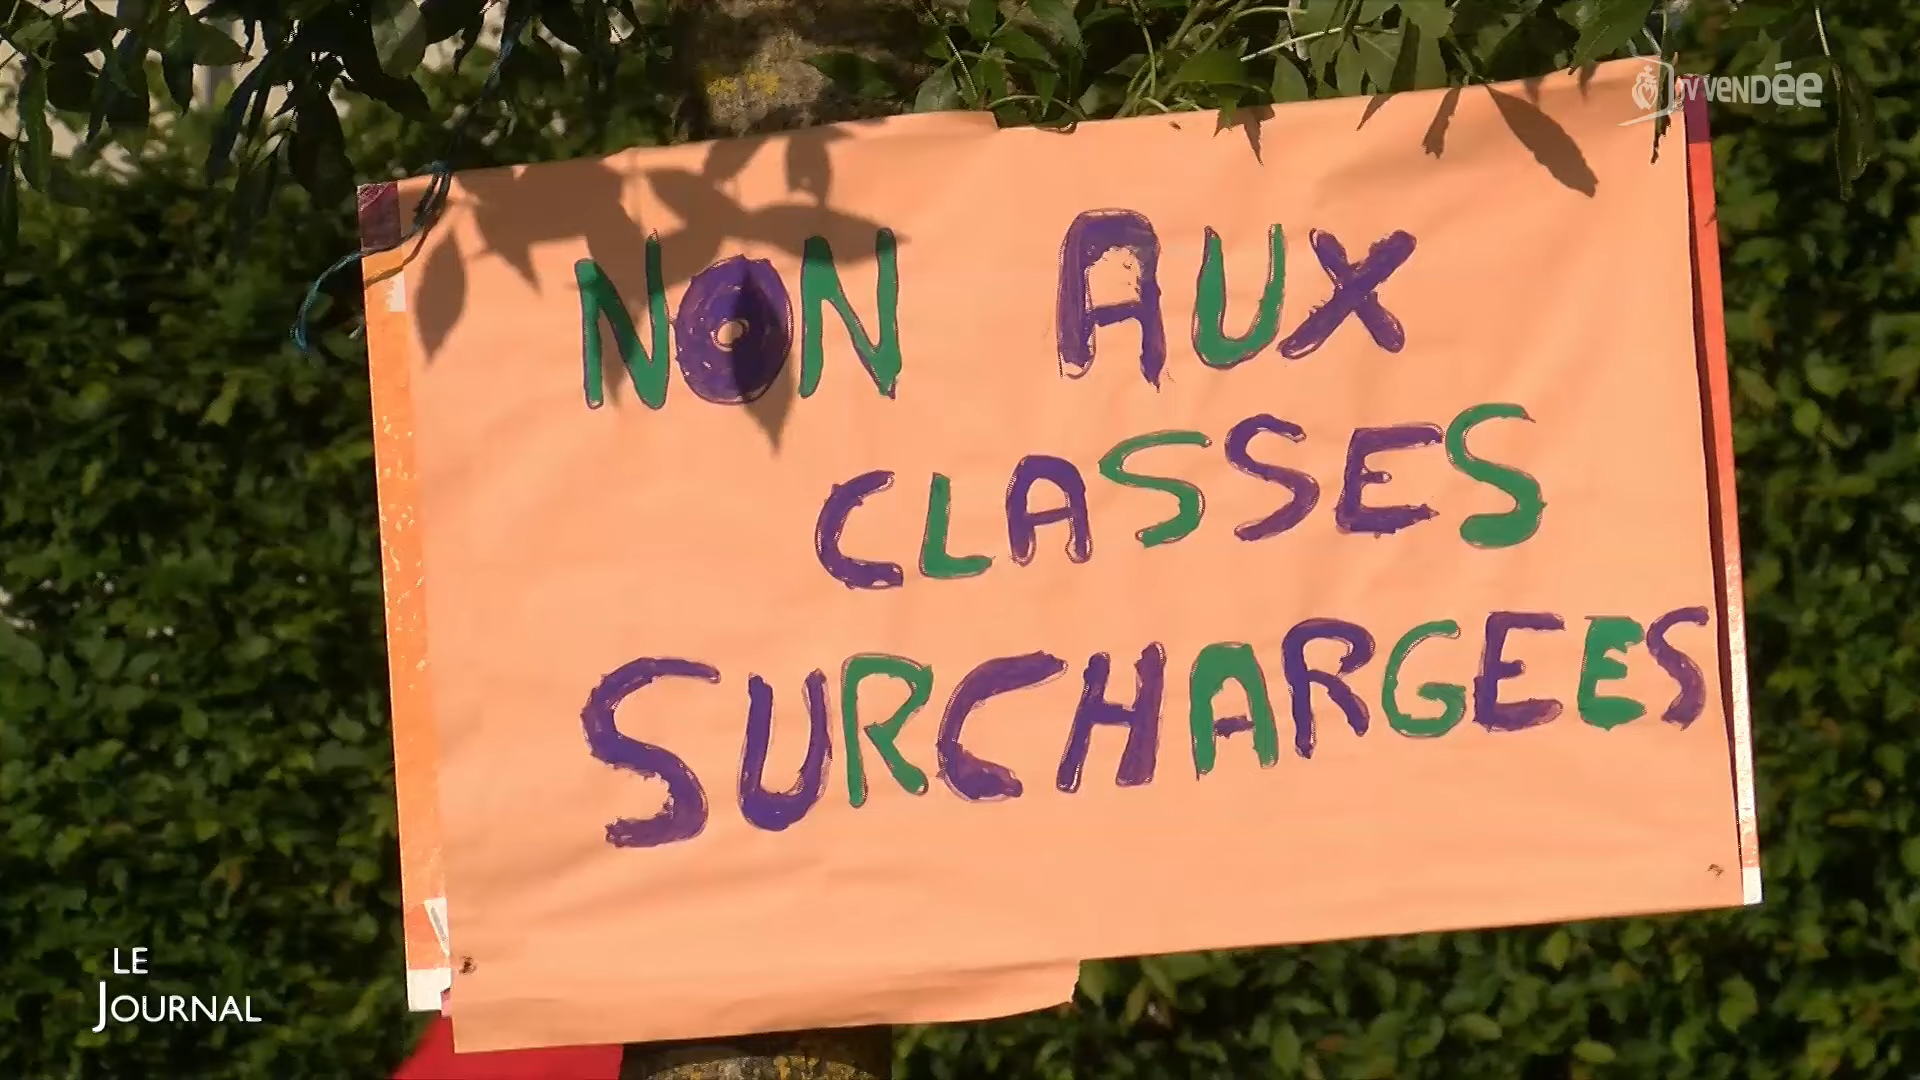 TV VENDÉE
NON AUX
CLASSES
SURCHARGEES
LE
JOURNAL